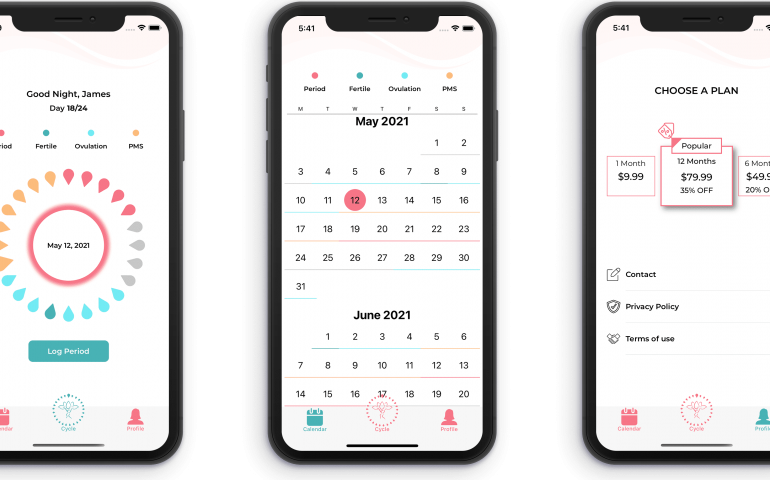 Good Night, James
Day 18/24
Fertile Ovulation PMS
May 12, 2021
Log Period
Cycle
Profile
5:41
Period Fertile Ovulation PMS
M T W T F S S
May 2021
1 2
3 4 5 6 7 8 9
10 11 12 13 14 15 16
17 18 19 20 21 22 23
24 25 26 27 28 29 30
31
June 2021
1 2 3 4 5 6
7 8 9 10 11 12 13
14 15 16 17 18 19 20
Calendar Cycle Profile
5:41
CHOOSE A PLAN
Popular
1 Month
$9.99
12 Months
$79.99
35% OFF
6 Mont
$49.9
20% O
Contact
Privacy Policy
Terms of use
Calendar Cycle Profile